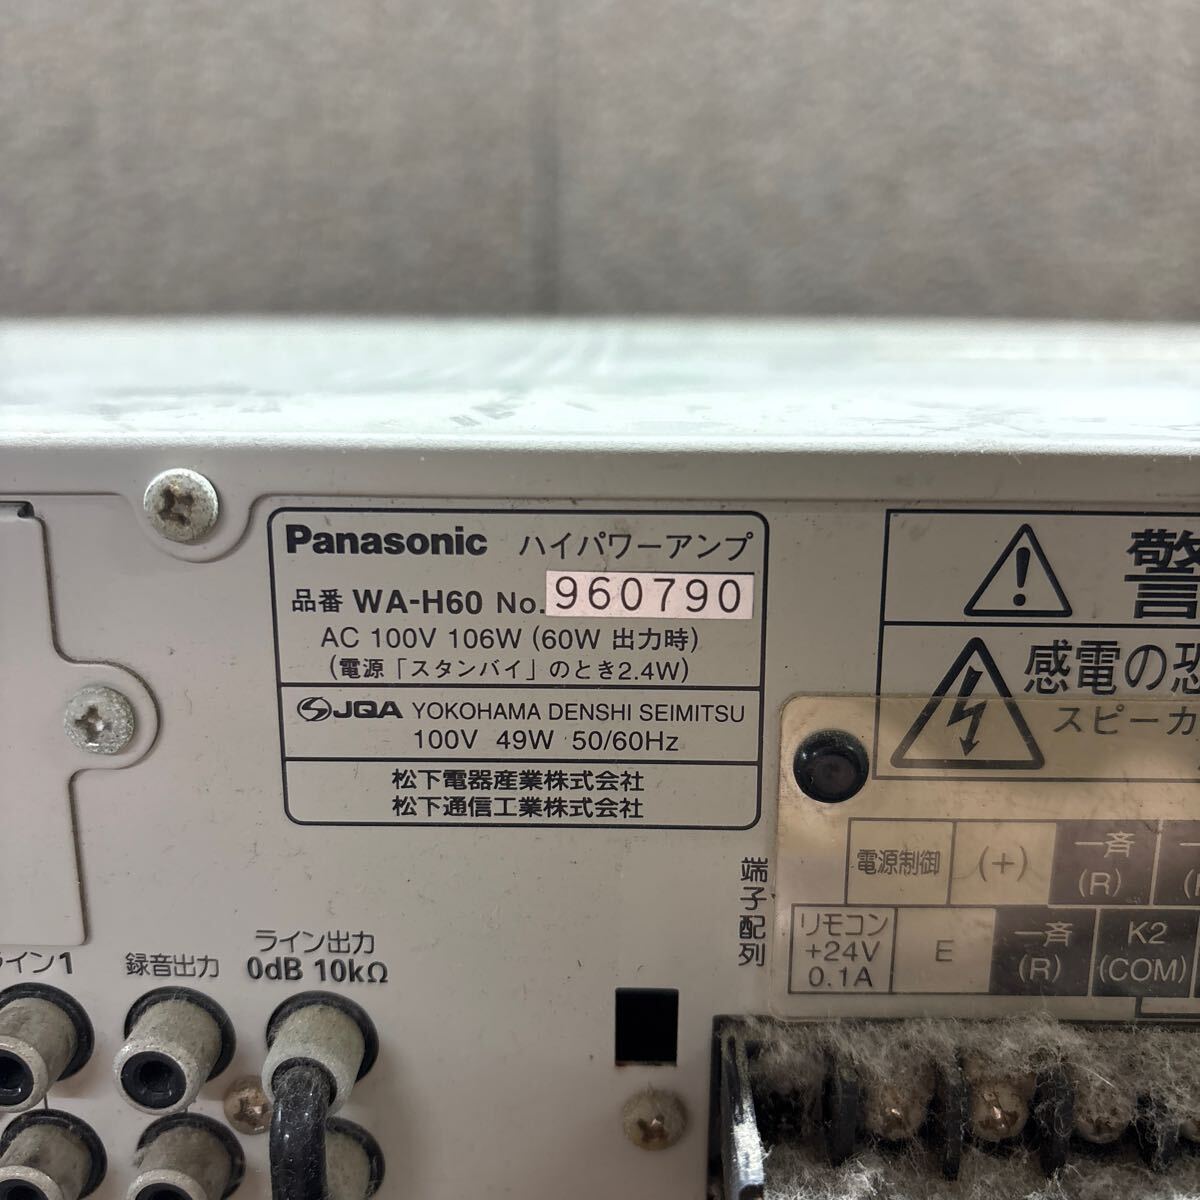 Panasonic ハイパワーアンプ
品番 WA-H60 No. 960790
AC 100V 106W (60W 出力時)
(電源「スタンバイ」のとき2.4W)
JQA YOKOHAMA DENSHI SEIMITSU
100V 49W 50/60Hz
松下電器産業株式会社
松下通信工業株式会社
警
感電の恐
スピーカ
端子配列
電源制御 (+) 一斉 (R)
リモコン +24V 0.1A E 一斉 (R) K2 (COM)
ライン1 録音出力 ライン出力
0dB 10kΩ